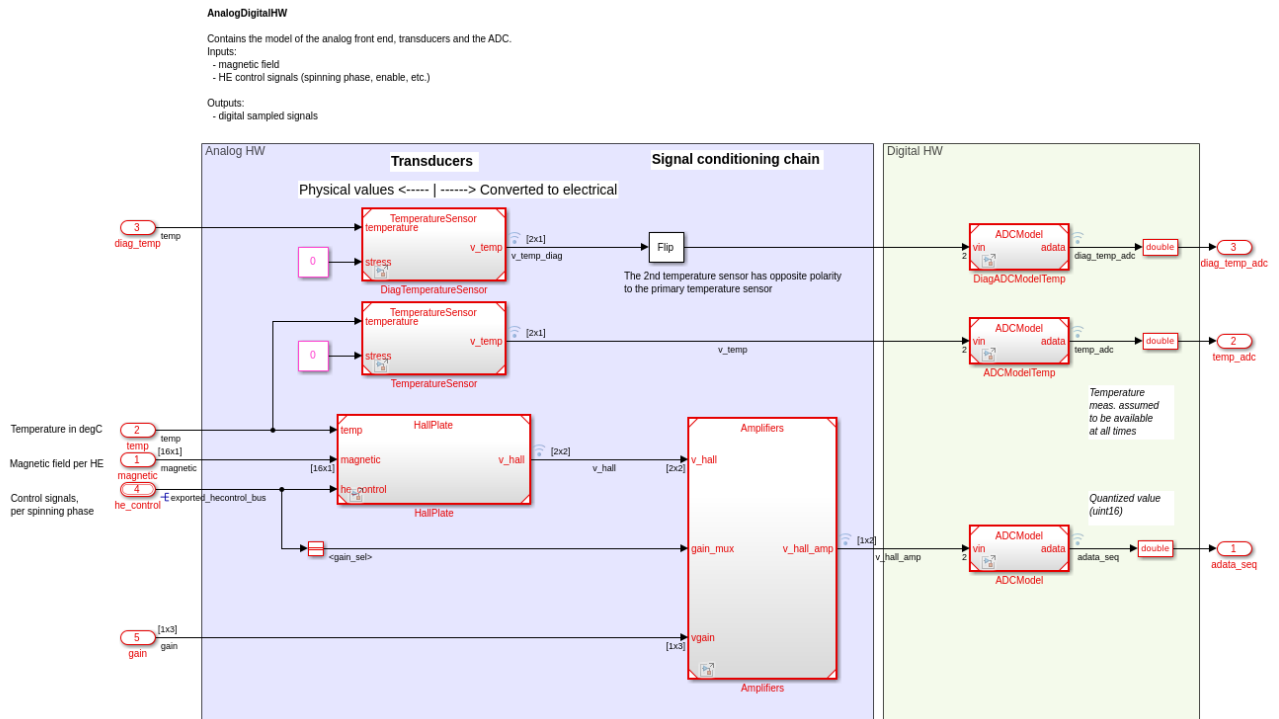 AnalogDigitalHW
Contains the model of the analog front end, transducers and the ADC.
Inputs:
- magnetic field
- HE control signals (spinning phase, enable, etc.)
Outputs:
- digital sampled signals
Analog HW
Transducers
Signal conditioning chain
Digital HW
Physical values <----- | ------> Converted to electrical
3
diag_temp
temp
TemperatureSensor
temperature
v_temp
0
stress
DiagTemperatureSensor
[2x1]
v_temp_diag
Flip
The 2nd temperature sensor has opposite polarity
to the primary temperature sensor
ADCModel
vin
adata
2
DiagADCModelTemp
diag_temp_adc
double
3
diag_temp_adc
TemperatureSensor
temperature
v_temp
0
stress
TemperatureSensor
[2x1]
v_temp
ADCModel
vin
adata
2
ADCModelTemp
temp_adc
double
2
temp_adc
Temperature
meas. assumed
to be available
at all times
Temperature in degC
2
temp
temp
Magnetic field per HE
1
magnetic
[16x1]
magnetic
Control signals,
per spinning phase
4
he_control
exported_hecontrol_bus
HallPlate
temp
magnetic
[16x1]
he_control
v_hall
HallPlate
[2x2]
v_hall
<gain_sel>
5
gain
[1x3]
gain
Amplifiers
v_hall
[2x2]
gain_mux
v_hall_amp
vgain
[1x3]
Amplifiers
[1x2]
v_hall_amp
Quantized value
(uint16)
ADCModel
vin
adata
2
ADCModel
adata_seq
double
1
adata_seq